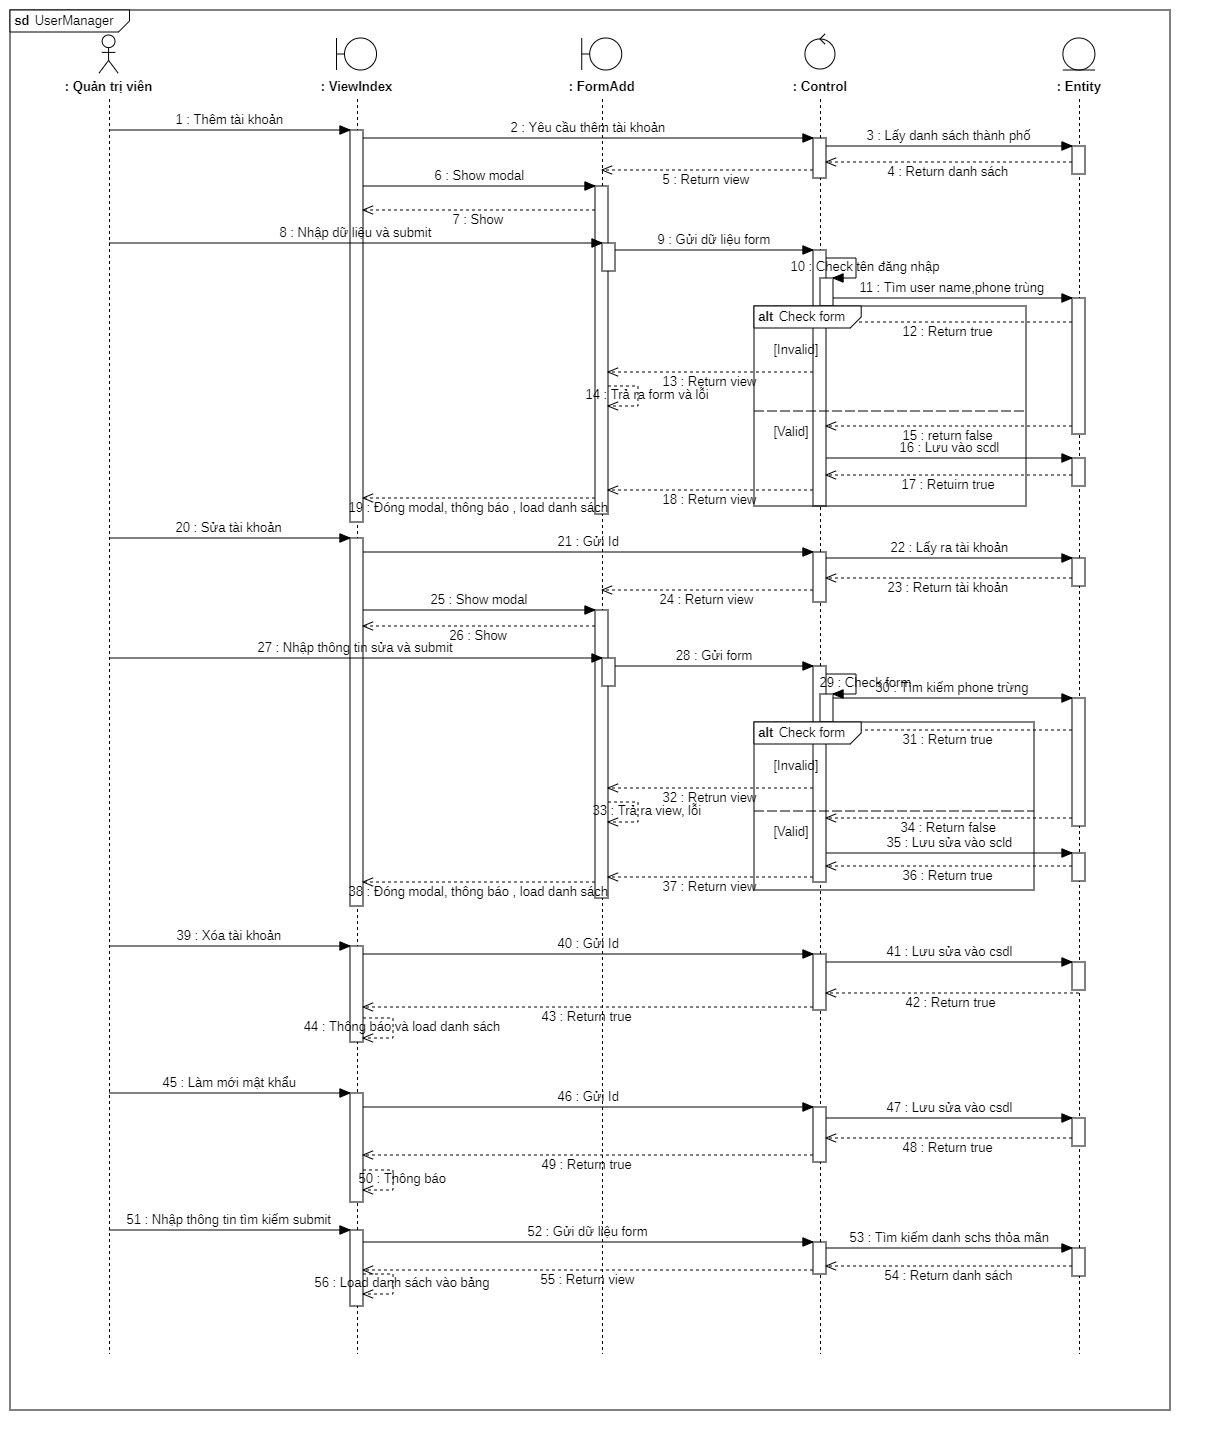 sd UserManager
: Quản trị viên
: ViewIndex
: FormAdd
: Control
: Entity
1 : Thêm tài khoản
2 : Yêu cầu thêm tài khoản
3 : Lấy danh sách thành phố
4 : Return danh sách
5 : Return view
6 : Show modal
7 : Show
8 : Nhập dữ liệu và submit
9 : Gửi dữ liệu form
10 : Check tên đăng nhập
11 : Tìm user name,phone trùng
alt Check form
12 : Return true
[Invalid]
13 : Return view
14 : Trả ra form và lỗi
[Valid]
15 : return false
16 : Lưu vào scdl
17 : Retuirn true
18 : Return view
19 : Đóng modal, thông báo , load danh sách
20 : Sửa tài khoản
21 : Gửi Id
22 : Lấy ra tài khoản
23 : Return tài khoản
24 : Return view
25 : Show modal
26 : Show
27 : Nhập thông tin sửa và submit
28 : Gửi form
29 : Check form
30 : Tìm kiếm phone trừng
alt Check form
31 : Return true
[Invalid]
32 : Retrun view
33 : Trả ra view, lỗi
[Valid]
34 : Return false
35 : Lưu sửa vào scld
36 : Return true
37 : Return view
38 : Đóng modal, thông báo , load danh sách
39 : Xóa tài khoản
40 : Gửi Id
41 : Lưu sửa vào csdl
42 : Return true
43 : Return true
44 : Thông báo và load danh sách
45 : Làm mới mật khẩu
46 : Gửi Id
47 : Lưu sửa vào csdl
48 : Return true
49 : Return true
50 : Thông báo
51 : Nhập thông tin tìm kiếm submit
52 : Gửi dữ liệu form
53 : Tìm kiếm danh schs thỏa mãn
54 : Return danh sách
55 : Return view
56 : Load danh sách vào bảng